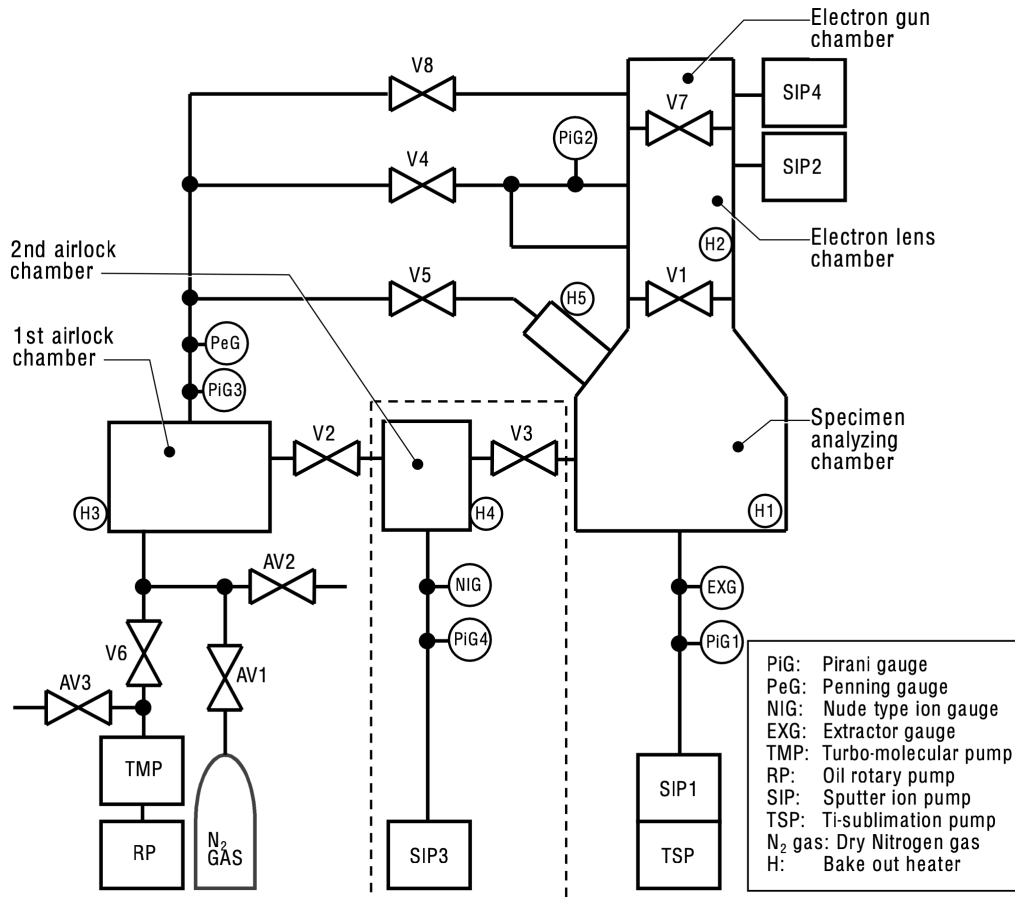 Electron gun
chamber
V8
SIP4
V7
PiG2
V4
SIP2
2nd airlock
chamber
H2
Electron lens
chamber
V5
H5
V1
1st airlock
chamber
PeG
PiG3
V2
V3
Specimen
analyzing
chamber
H3
H4
H1
AV2
NIG
EXG
V6
AV1
PiG4
PiG1
AV3
TMP
RP
N2
GAS
SIP3
SIP1
TSP
PiG: Pirani gauge
PeG: Penning gauge
NIG: Nude type ion gauge
EXG: Extractor gauge
TMP: Turbo-molecular pump
RP: Oil rotary pump
SIP: Sputter ion pump
TSP: Ti-sublimation pump
N2 gas: Dry Nitrogen gas
H: Bake out heater